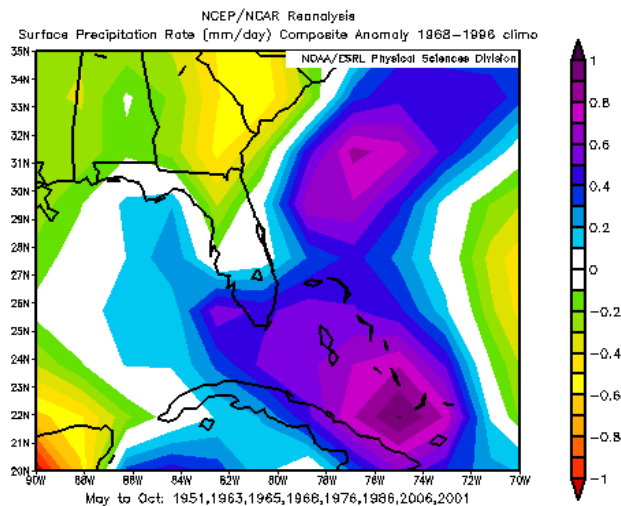 NCEP/NCAR Reanalysis
Surface Precipitation Rate (mm/day) Composite Anomaly 1968-1996 climo
NOAA/ESRL Physical Sciences Division
35N
34N
33N
32N
31N
30N
29N
28N
27N
26N
25N
24N
23N
22N
21N
20N
90W 88W 86W 84W 82W 80W 78W 76W 74W 72W 70W
1
0.8
0.6
0.4
0.2
0
-0.2
-0.4
-0.6
-0.8
-1
May to Oct: 1951,1963,1965,1968,1976,1986,2006,2001